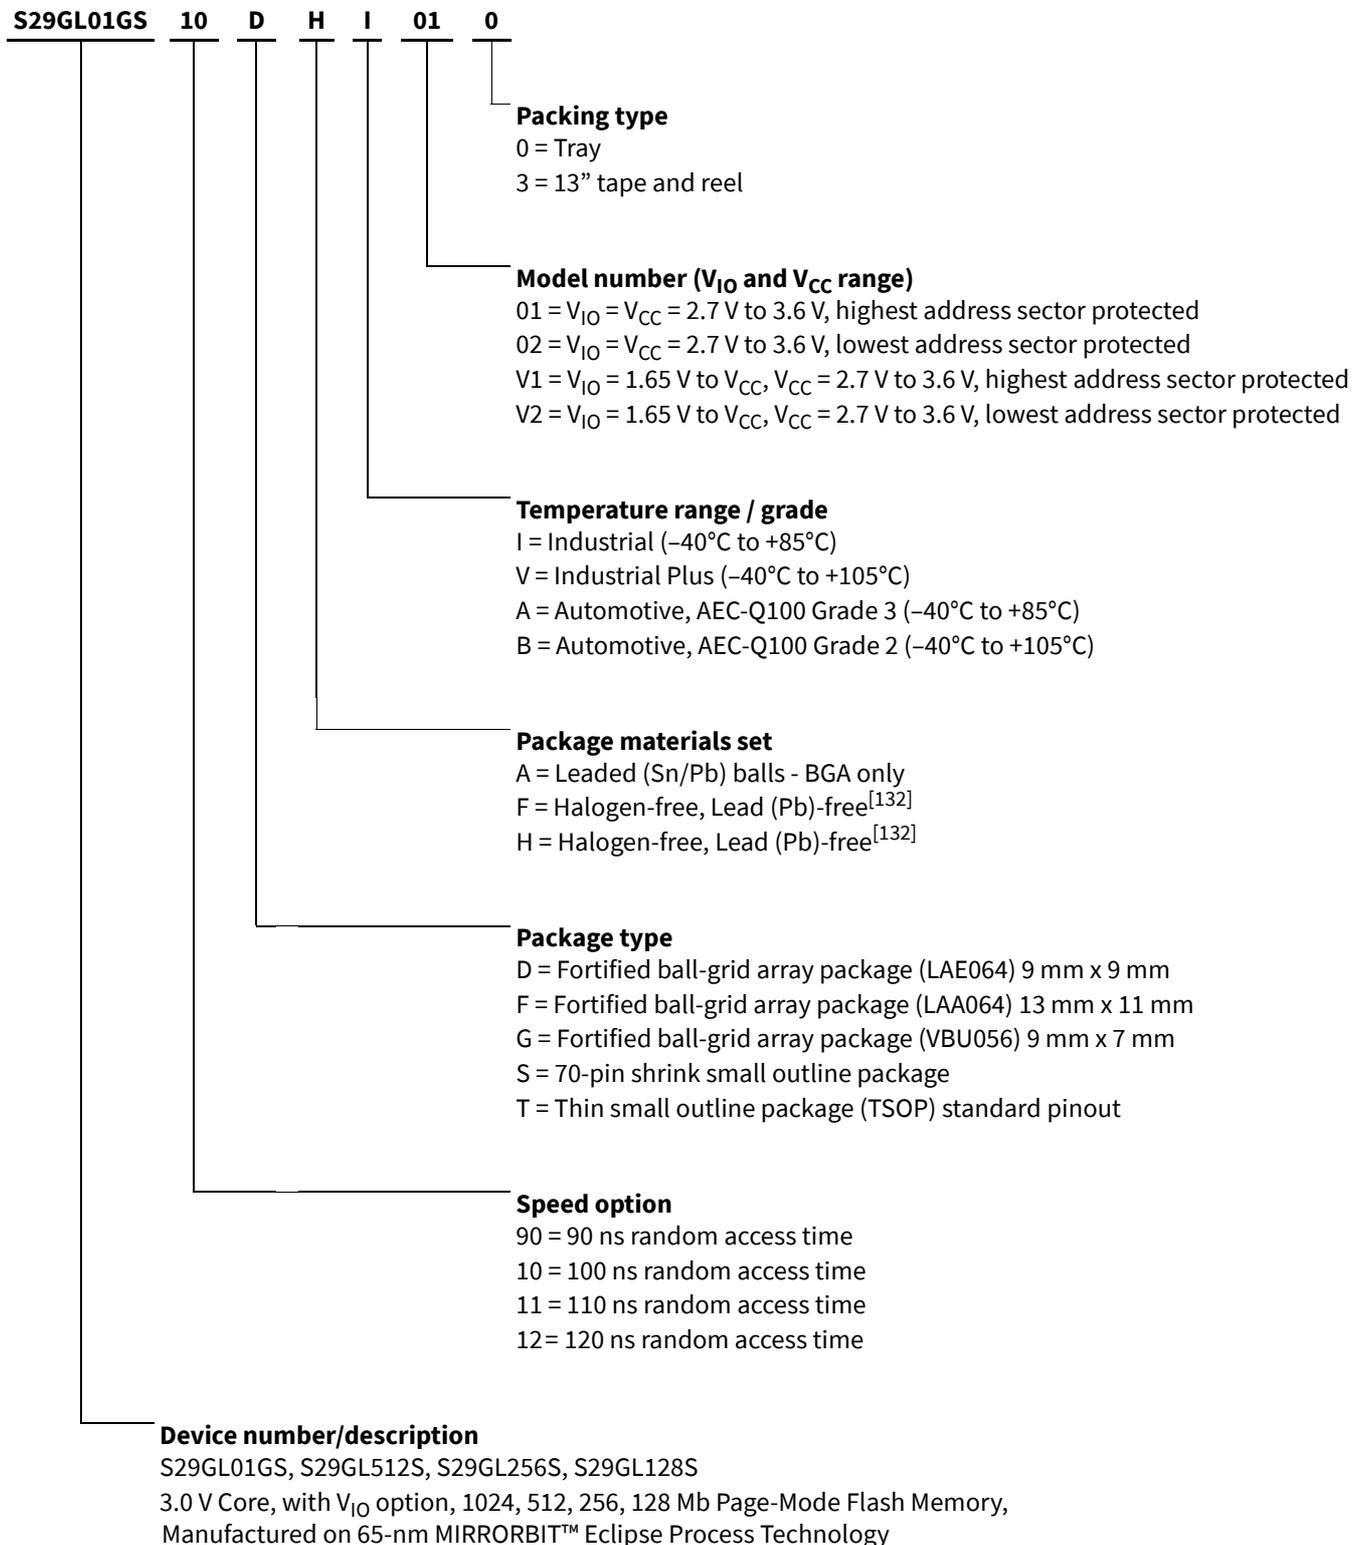 S29GL01GS 10 D H I 01 0
Packing type
0 = Tray
3 = 13” tape and reel
Model number (VIO and VCC range)
01 = VIO = VCC = 2.7 V to 3.6 V, highest address sector protected
02 = VIO = VCC = 2.7 V to 3.6 V, lowest address sector protected
V1 = VIO = 1.65 V to VCC, VCC = 2.7 V to 3.6 V, highest address sector protected
V2 = VIO = 1.65 V to VCC, VCC = 2.7 V to 3.6 V, lowest address sector protected
Temperature range / grade
I = Industrial (–40°C to +85°C)
V = Industrial Plus (–40°C to +105°C)
A = Automotive, AEC-Q100 Grade 3 (–40°C to +85°C)
B = Automotive, AEC-Q100 Grade 2 (–40°C to +105°C)
Package materials set
A = Leaded (Sn/Pb) balls - BGA only
F = Halogen-free, Lead (Pb)-free[132]
H = Halogen-free, Lead (Pb)-free[132]
Package type
D = Fortified ball-grid array package (LAE064) 9 mm x 9 mm
F = Fortified ball-grid array package (LAA064) 13 mm x 11 mm
G = Fortified ball-grid array package (VBU056) 9 mm x 7 mm
S = 70-pin shrink small outline package
T = Thin small outline package (TSOP) standard pinout
Speed option
90 = 90 ns random access time
10 = 100 ns random access time
11 = 110 ns random access time
12= 120 ns random access time
Device number/description
S29GL01GS, S29GL512S, S29GL256S, S29GL128S
3.0 V Core, with VIO option, 1024, 512, 256, 128 Mb Page-Mode Flash Memory,
Manufactured on 65-nm MIRRORBIT™ Eclipse Process Technology